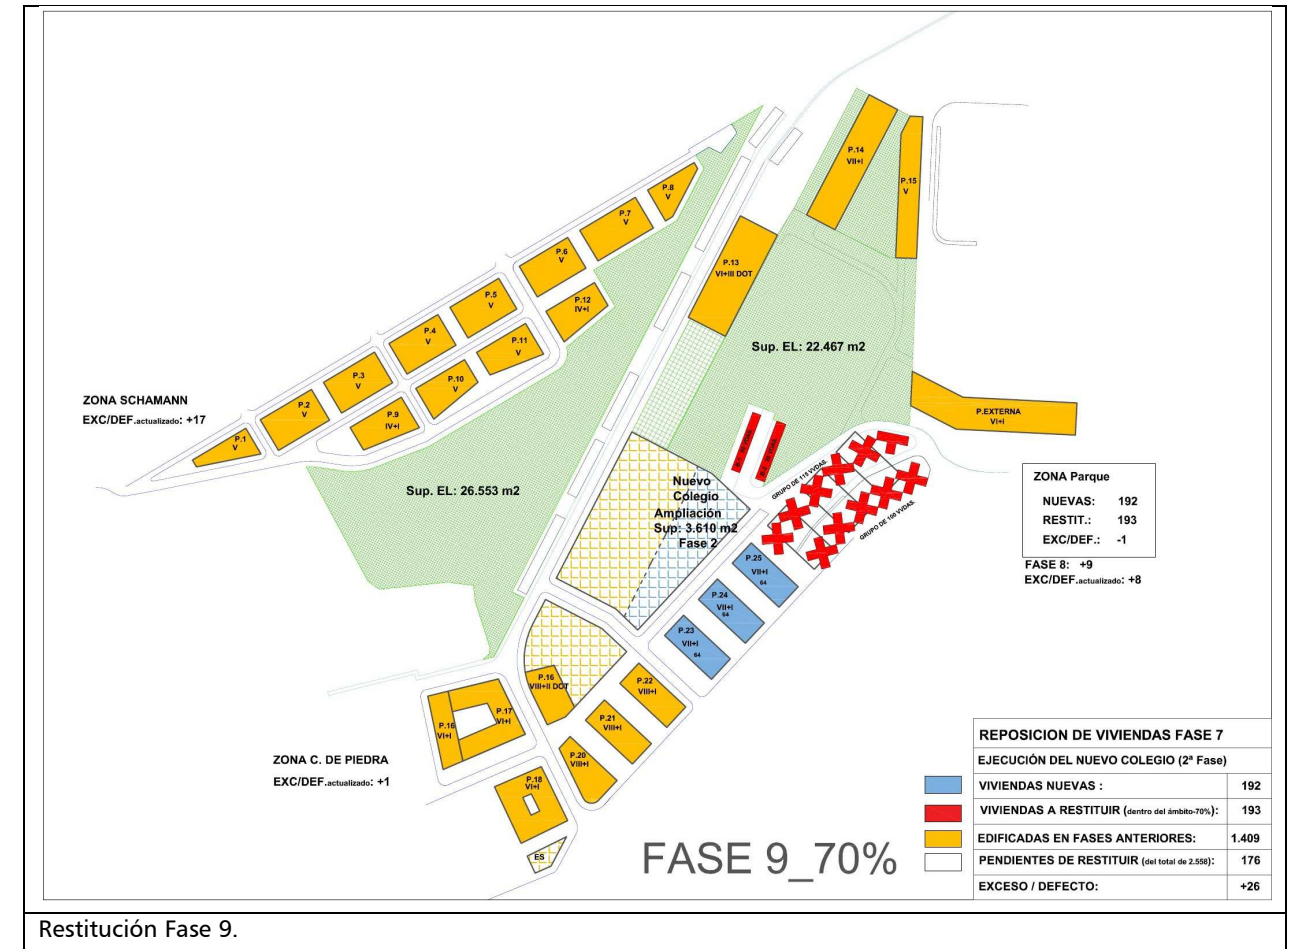 P.14
VII+I
P.15
V
P.8
V
P.7
V
P.6
V
P.13
VI+III DOT
P.5
V
P.12
IV+I
P.4
V
P.11
V
Sup. EL: 22.467 m2
P.3
V
P.10
V
ZONA SCHAMANN
EXC/DEF.actualizado: +17
P.2
V
P.9
IV+I
P.EXTERNA
VI+I
P.1
V
GRUPO DE 115 VVDAS.
GRUPO DE 100 VVDAS.
Sup. EL: 26.553 m2
Nuevo
Colegio
Ampliación
Sup: 3.610 m2
Fase 2
ZONA Parque
NUEVAS: 192
RESTIT.: 193
EXC/DEF.: -1
FASE 8: +9
EXC/DEF.actualizado: +8
P.25
VII+I
64
P.24
VII+I
64
P.23
VII+I
64
P.22
VIII+I
P.16
VIII+II DOT
P.21
VIII+I
P.17
VI+I
P.16
VI+I
P.20
VIII+I
P.18
VI+I
ES
ZONA C. DE PIEDRA
EXC/DEF.actualizado: +1
REPOSICION DE VIVIENDAS FASE 7
EJECUCIÓN DEL NUEVO COLEGIO (2ª Fase)
VIVIENDAS NUEVAS : 192
VIVIENDAS A RESTITUIR (dentro del ámbito-70%): 193
EDIFICADAS EN FASES ANTERIORES: 1.409
PENDIENTES DE RESTITUIR (del total de 2.558): 176
EXCESO / DEFECTO: +26
FASE 9_70%
Restitución Fase 9.